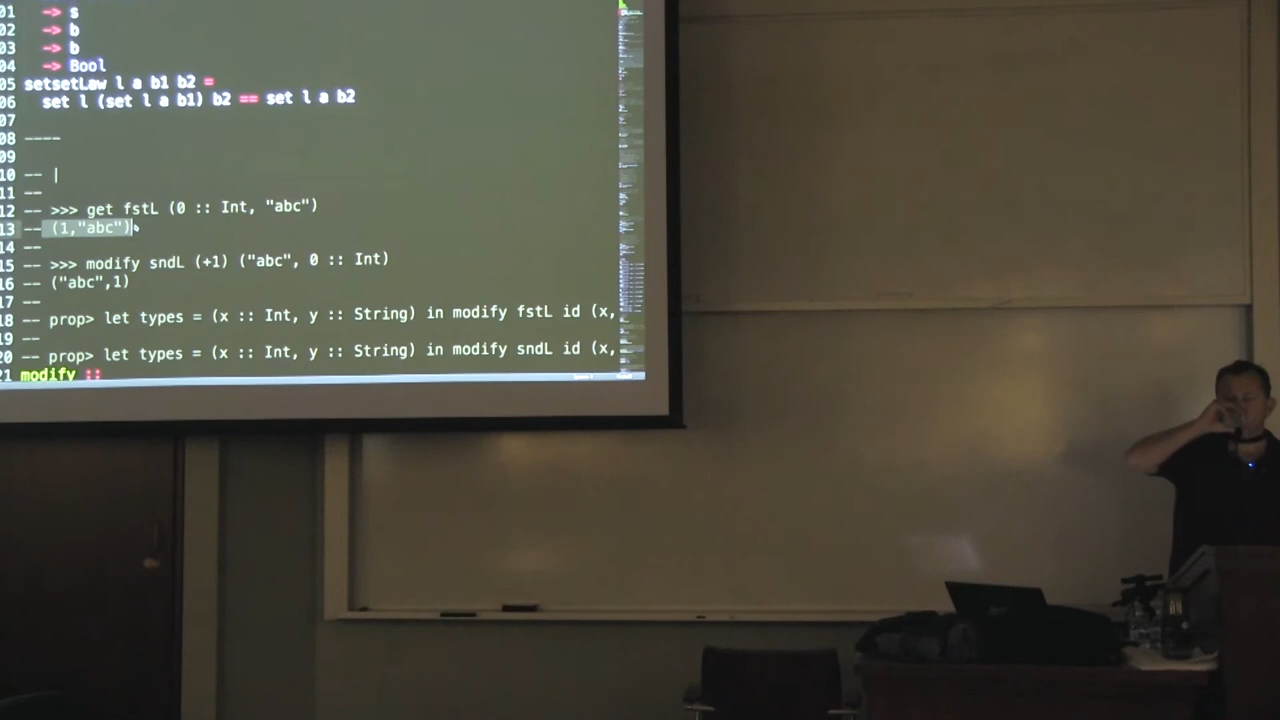 01 -> s
02 -> b
03 -> b
04 -> Bool
05 setsetLaw l a b1 b2 =
06 set l (set l a b1) b2 == set l a b2
07
08 ----
09
10 -- |
11 --
12 -- >>> get fstL (0 :: Int, "abc")
13 -- (1,"abc")
14 --
15 -- >>> modify sndL (+1) ("abc", 0 :: Int)
16 -- ("abc",1)
17 --
18 -- prop> let types = (x :: Int, y :: String) in modify fstL id (x,
19 --
20 -- prop> let types = (x :: Int, y :: String) in modify sndL id (x,
21 modify ::